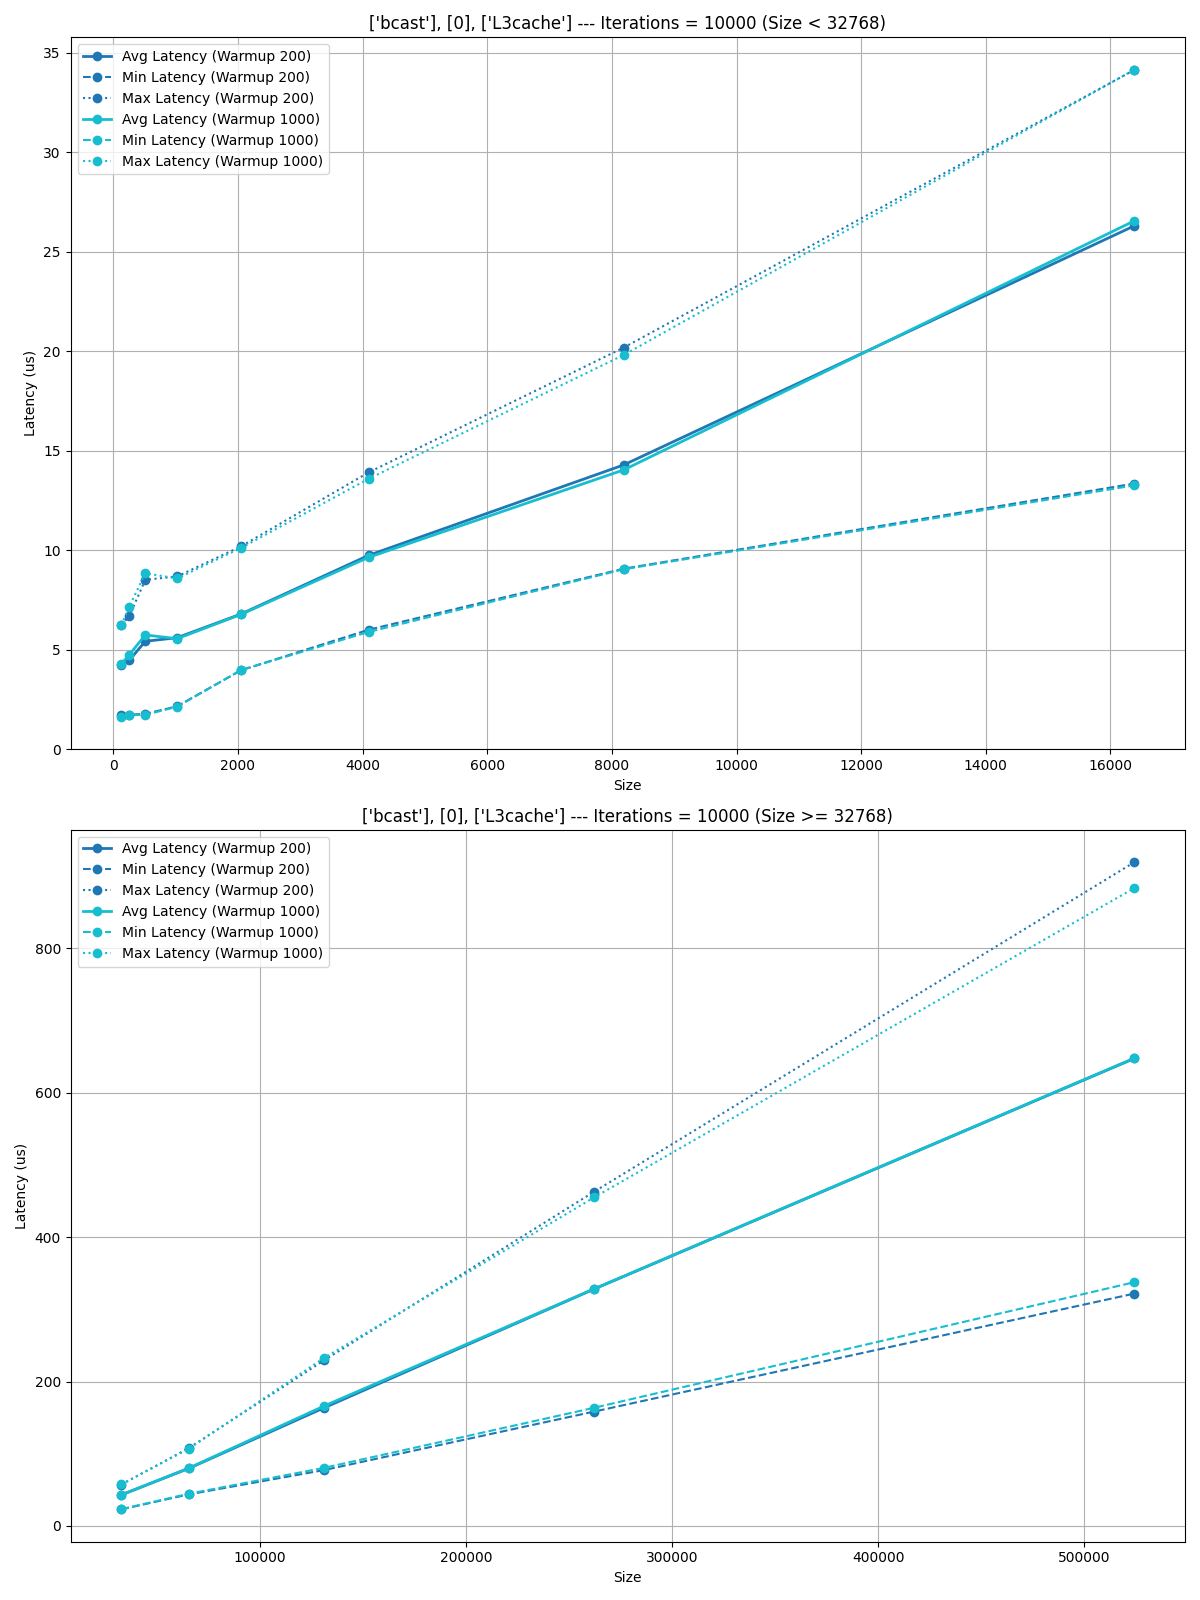 ['bcast'], [0], ['L3cache'] --- Iterations = 10000 (Size < 32768)
Avg Latency (Warmup 200)
Min Latency (Warmup 200)
Max Latency (Warmup 200)
Avg Latency (Warmup 1000)
Min Latency (Warmup 1000)
Max Latency (Warmup 1000)
35
30
25
20
15
10
5
0
Latency (us)
0 2000 4000 6000 8000 10000 12000 14000 16000
Size
['bcast'], [0], ['L3cache'] --- Iterations = 10000 (Size >= 32768)
Avg Latency (Warmup 200)
Min Latency (Warmup 200)
Max Latency (Warmup 200)
Avg Latency (Warmup 1000)
Min Latency (Warmup 1000)
Max Latency (Warmup 1000)
800
600
400
200
0
Latency (us)
100000 200000 300000 400000 500000
Size